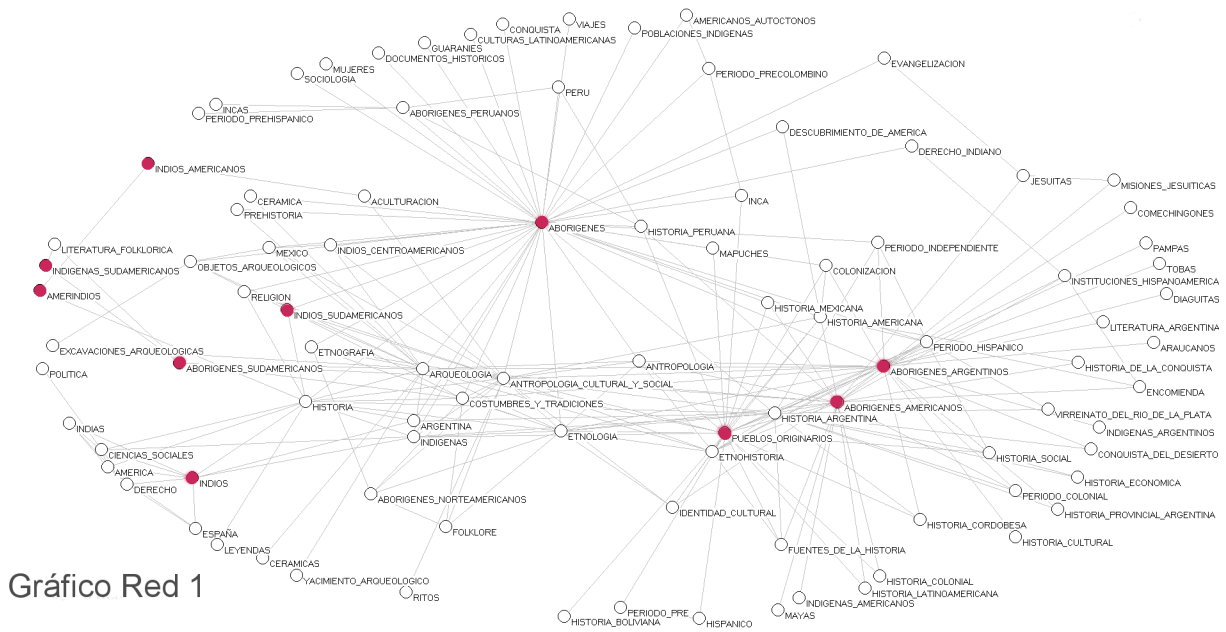 AMERICANOS_AUTOCTONOS
CONQUISTA
VIAJES
POBLACIONES_INDIGENAS
CULTURAS_LATINOAMERICANAS
GUARANIES
DOCUMENTOS_HISTORICOS
EVANGELIZACION
MUJERES
SOCIOLOGIA
PERIODO_PRECOLOMBINO
PERU
INCAS
ABORIGENES_PERUANOS
PERIODO_PREHISPANICO
DESCUBRIMIENTO_DE_AMERICA
DERECHO_INDIANO
INDIOS_AMERICANOS
JESUITAS
MISIONES_JESUITICAS
CERAMICA
ACULTURACION
INCA
PREHISTORIA
COMECHINGONES
ABORIGENES
HISTORIA_PERUANA
LITERATURA_FOLKLORICA
MEXICO
INDIOS_CENTROAMERICANOS
MAPUCHES
PERIODO_INDEPENDIENTE
PAMPAS
INDIGENAS_SUDAMERICANOS
OBJETOS_ARQUEOLOGICOS
COLONIZACION
TOBAS
INSTITUCIONES_HISPANOAMERICA
AMERINDIOS
RELIGION
DIAGUITAS
INDIOS_SUDAMERICANOS
HISTORIA_MEXICANA
HISTORIA_AMERICANA
LITERATURA_ARGENTINA
EXCAVACIONES_ARQUEOLOGICAS
ETNOGRAFIA
PERIODO_HISPANICO
ARAUCANOS
ABORIGENES_SUDAMERICANOS
ARQUEOLOGIA
ANTROPOLOGIA
ABORIGENES_ARGENTINOS
HISTORIA_DE_LA_CONQUISTA
POLITICA
ANTROPOLOGIA_CULTURAL_Y_SOCIAL
ENCOMIENDA
HISTORIA
COSTUMBRES_Y_TRADICIONES
ABORIGENES_AMERICANOS
ARGENTINA
HISTORIA_ARGENTINA
VIRREINATO_DEL_RIO_DE_LA_PLATA
INDIAS
INDIGENAS
ETNOLOGIA
PUEBLOS_ORIGINARIOS
INDIGENAS_ARGENTINOS
CIENCIAS_SOCIALES
ETNOHISTORIA
HISTORIA_SOCIAL
CONQUISTA_DEL_DESIERTO
AMERICA
INDIOS
HISTORIA_ECONOMICA
DERECHO
ABORIGENES_NORTEAMERICANOS
PERIODO_COLONIAL
IDENTIDAD_CULTURAL
HISTORIA_PROVINCIAL_ARGENTINA
ESPAÑA
FOLKLORE
HISTORIA_CORDOBESA
LEYENDAS
HISTORIA_CULTURAL
FUENTES_DE_LA_HISTORIA
CERAMICAS
YACIMIENTO_ARQUEOLOGICO
HISTORIA_COLONIAL
Gráfico Red 1
RITOS
HISTORIA_LATINOAMERICANA
INDIGENAS_AMERICANOS
PERIODO_PRE
MAYAS
HISTORIA_BOLIVIANA
HISPANICO